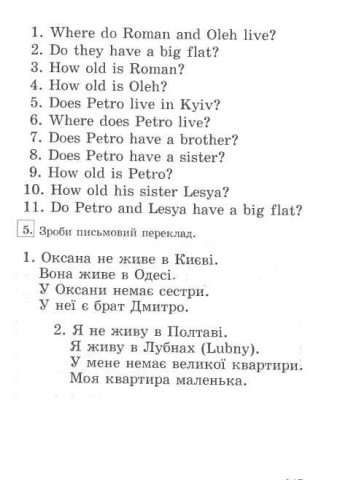 1. Where do Roman and Oleh live?
2. Do they have a big flat?
3. How old is Roman?
4. How old is Oleh?
5. Does Petro live in Kyiv?
6. Where does Petro live?
7. Does Petro have a brother?
8. Does Petro have a sister?
9. How old is Petro?
10. How old his sister Lesya?
11. Do Petro and Lesya have a big flat?
5. Зроби письмовий переклад.
1. Оксана не живе в Києві.
Вона живе в Одесі.
У Оксани немає сестри.
У неї є брат Дмитро.
2. Я не живу в Полтаві.
Я живу в Лубнах (Lubny).
У мене немає великої квартири.
Моя квартира маленька.